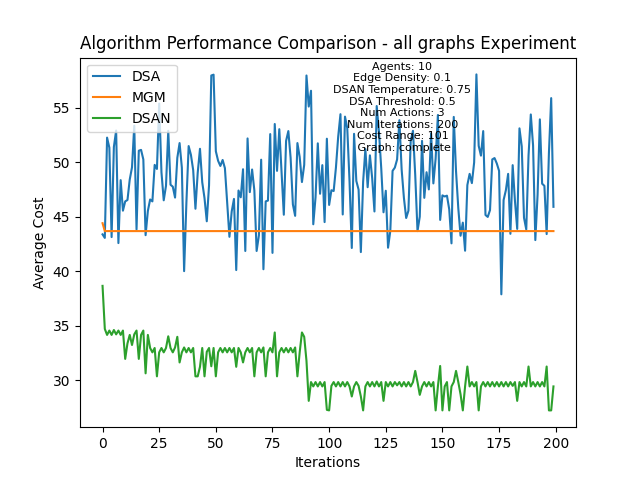 Algorithm Performance Comparison - all graphs Experiment
DSA
MGM
DSAN
Agents: 10
Edge Density: 0.1
DSAN Temperature: 0.75
DSA Threshold: 0.5
Num Actions: 3
Num Iterations: 200
Cost Range: 101
Graph: complete
Average Cost
55
50
45
40
35
30
0
25
50
75
100
125
150
175
200
Iterations